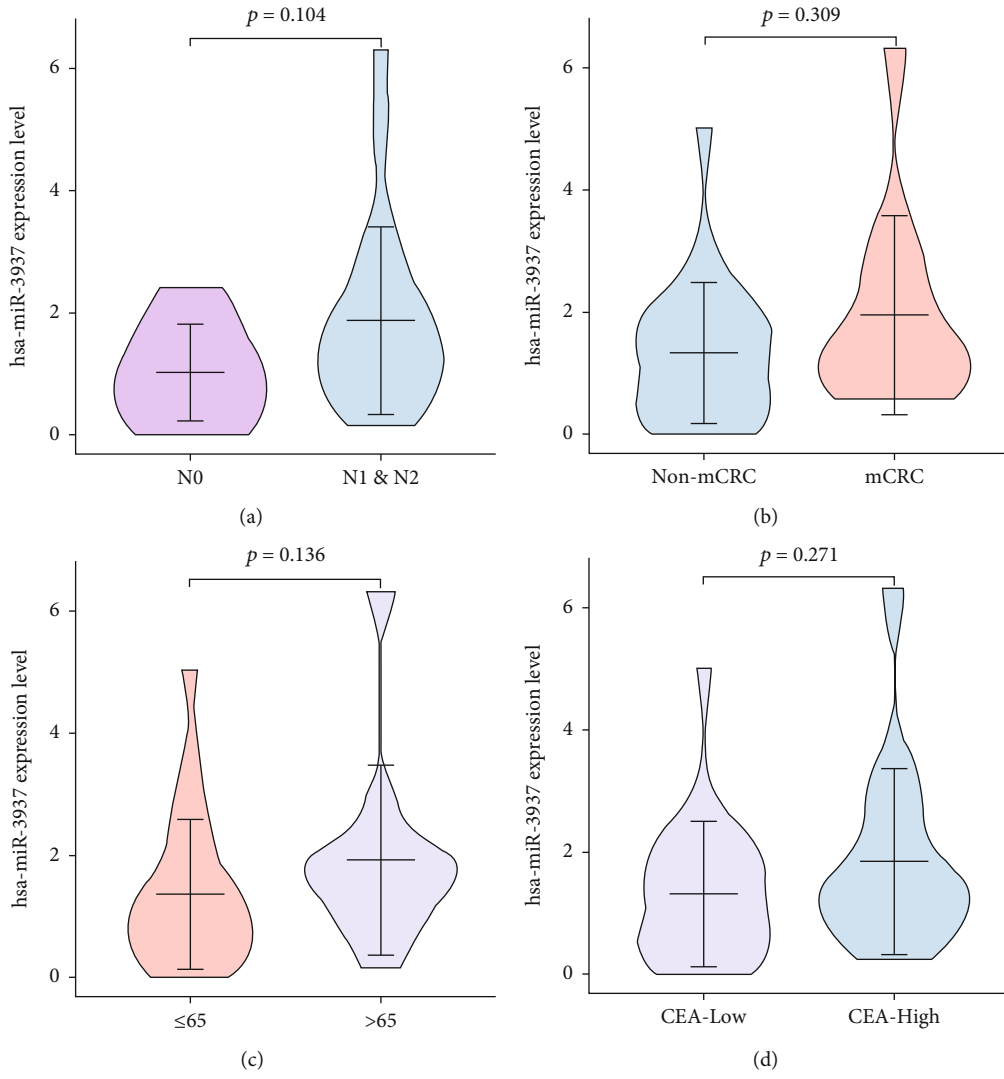 p = 0.104
hsa-miR-3937 expression level
6
4
2
0
N0 N1 & N2
(a)
p = 0.309
hsa-miR-3937 expression level
6
4
2
0
Non-mCRC mCRC
(b)
p = 0.136
hsa-miR-3937 expression level
6
4
2
0
≤65 >65
(c)
p = 0.271
hsa-miR-3937 expression level
6
4
2
0
CEA-Low CEA-High
(d)